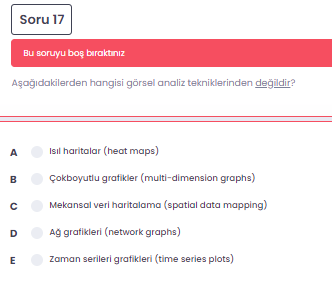 Soru 17
Bu soruyu boş bıraktınız
Aşağıdakilerden hangisi görsel analiz tekniklerinden değildir?
A Isıl haritalar (heat maps)
B Çokboyutlu grafikler (multi-dimension graphs)
C Mekansal veri haritalama (spatial data mapping)
D Ağ grafikleri (network graphs)
E Zaman serileri grafikleri (time series plots)